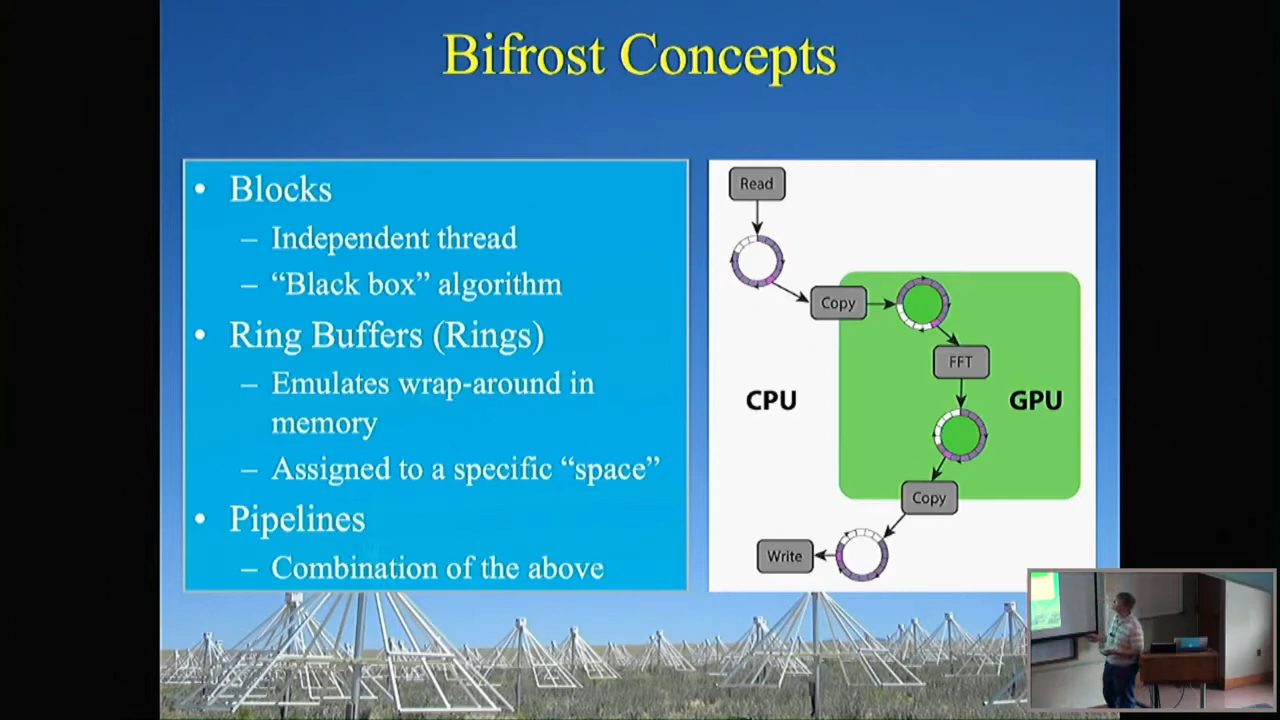 Bifrost Concepts
• Blocks
– Independent thread
– “Black box” algorithm
• Ring Buffers (Rings)
– Emulates wrap-around in
memory
– Assigned to a specific “space”
• Pipelines
– Combination of the above
Read
Copy
FFT
CPU
GPU
Copy
Write